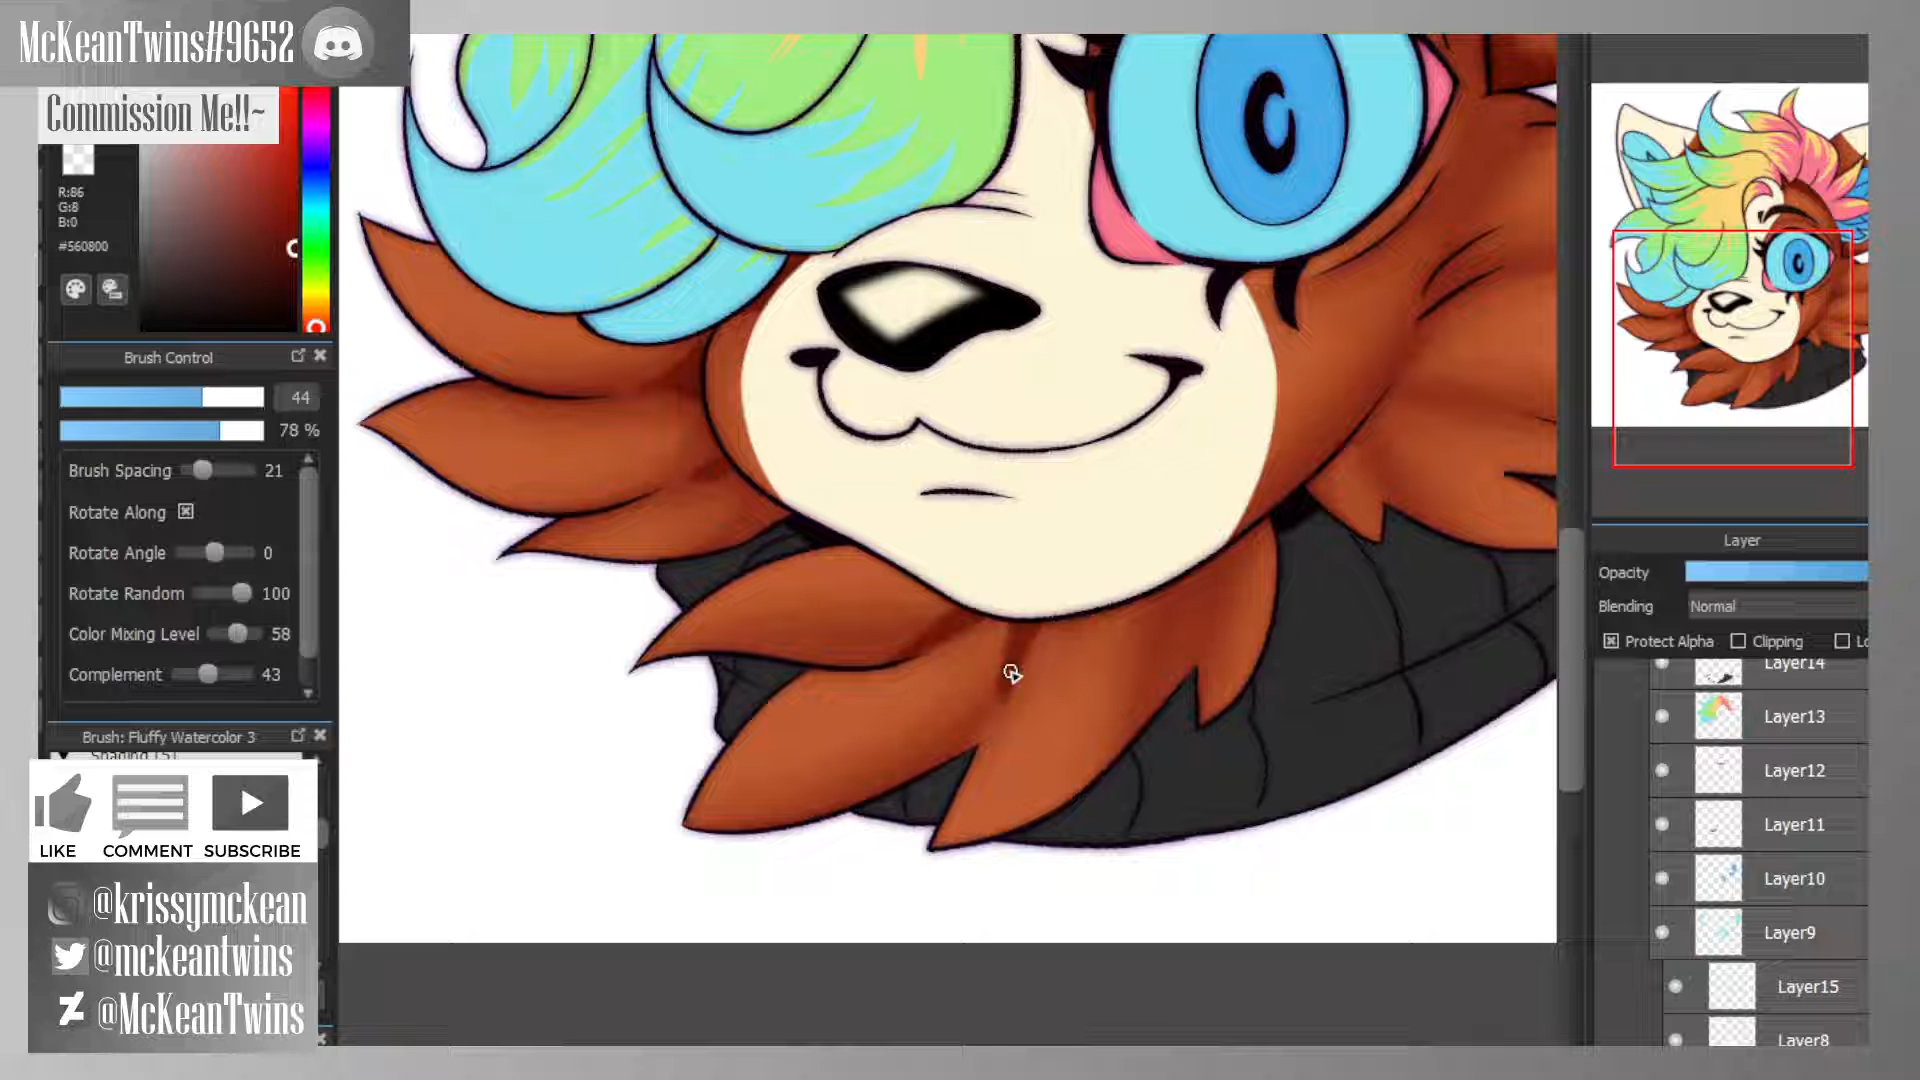 McKeanTwins#9652
Commission Me!!~
R:86
G:8
B:0
#560800
Brush Control
44
78 %
Brush Spacing 21
Rotate Along
Rotate Angle 0
Rotate Random 100
Color Mixing Level 58
Complement 43
Brush: Fluffy Watercolor 3
LIKE COMMENT SUBSCRIBE
@krissymckean
@mckeantwins
@McKeanTwins
Layer
Opacity
Blending Normal
Protect Alpha Clipping
Layer14
Layer13
Layer12
Layer11
Layer10
Layer9
Layer15
Layer8